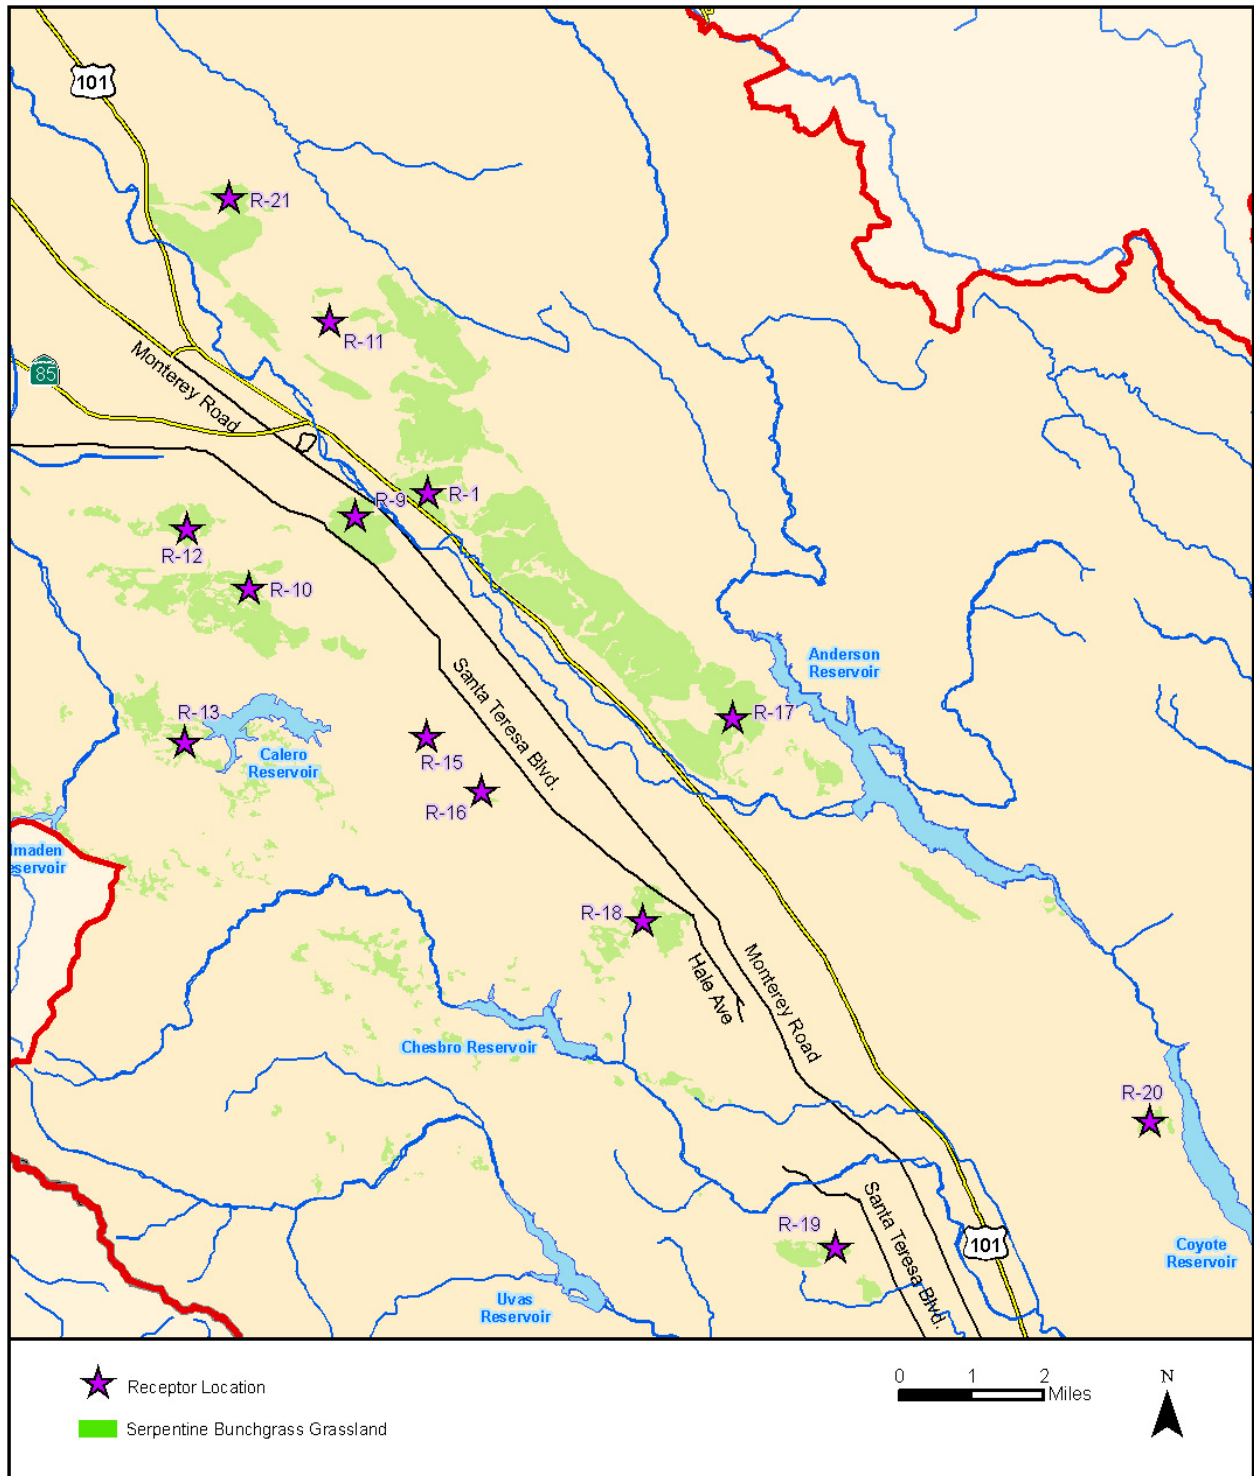 101
R-21
R-11
Monterey Road
85
R-9
R-1
R-12
R-10
Santa Teresa Blvd.
Anderson
Reservoir
R-17
R-13
Calero
Reservoir
R-15
R-16
lmaden
eservoir
R-18
Hale Ave
Monterey Road
Chesbro Reservoir
R-20
Santa Teresa Blvd.
R-19
101
Coyote
Reservoir
Uvas
Reservoir
Receptor Location
Serpentine Bunchgrass Grassland
0 1 2
Miles
N